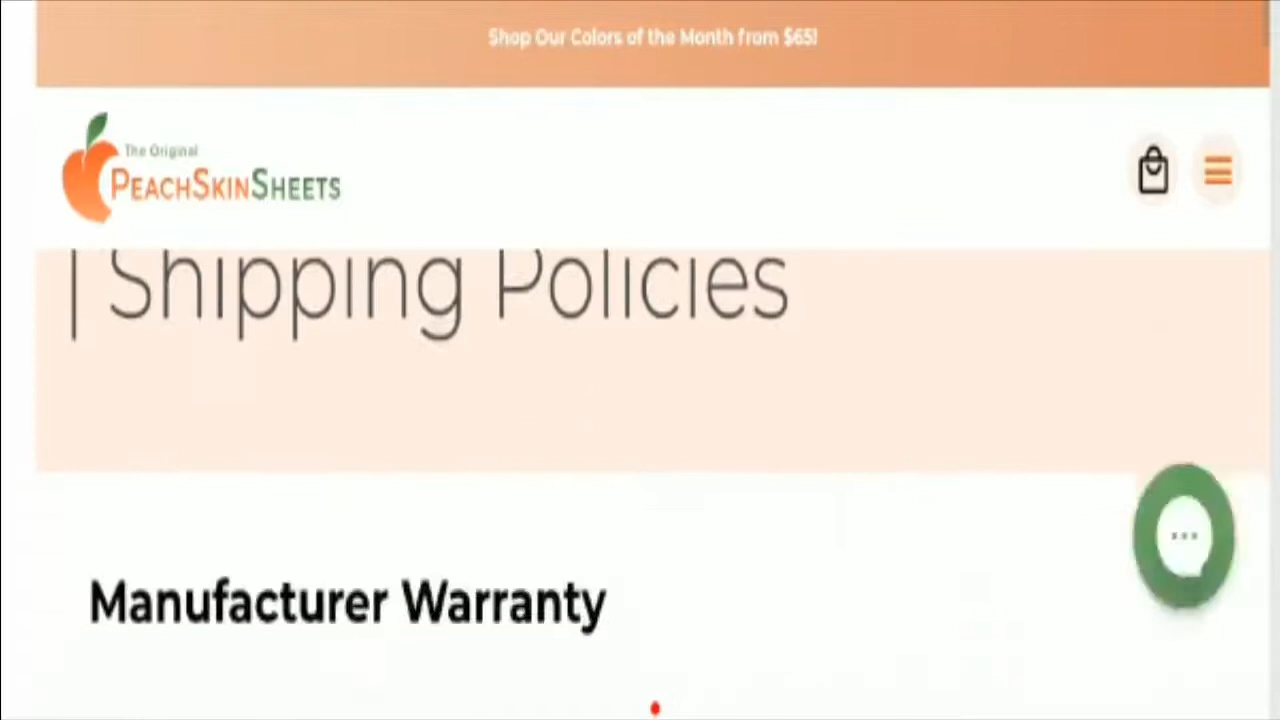 Shop Our Colors of the Month from $65!
The Original
PEACHSKINSHEETS
| Shipping Policies
Manufacturer Warranty